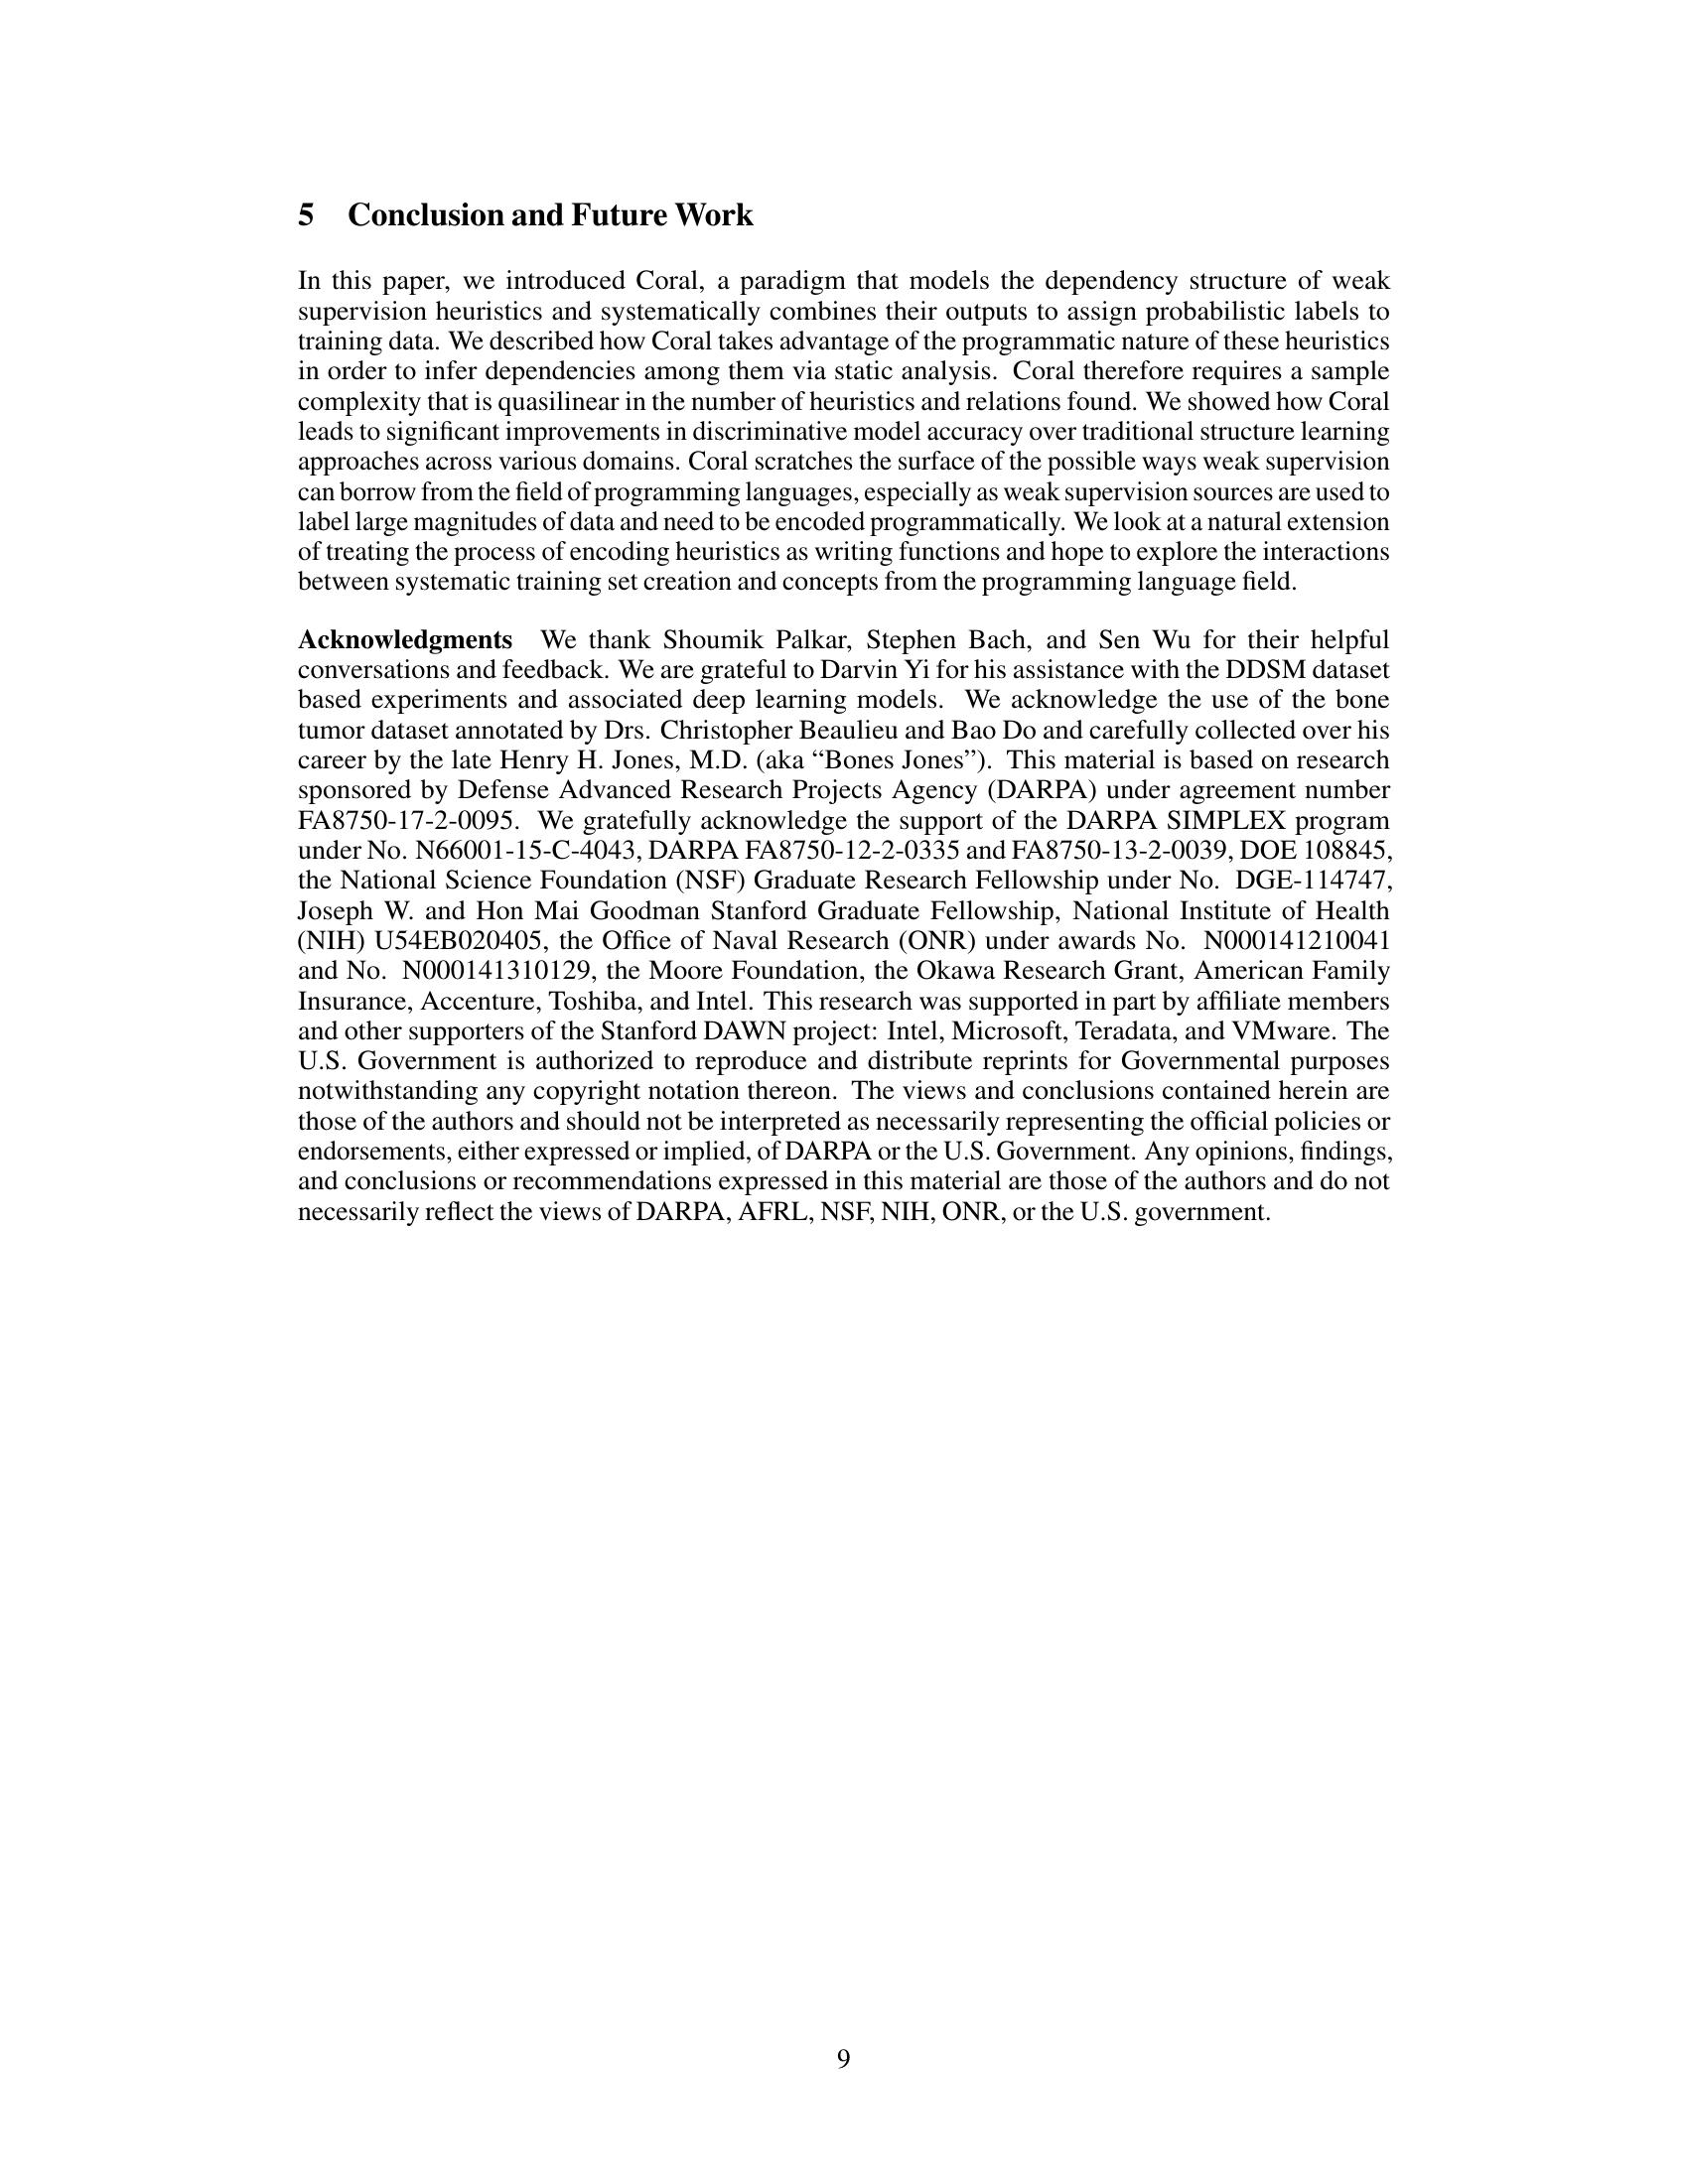 5 Conclusion and Future Work
In this paper, we introduced Coral, a paradigm that models the dependency structure of weak
supervision heuristics and systematically combines their outputs to assign probabilistic labels to
training data. We described how Coral takes advantage of the programmatic nature of these heuristics
in order to infer dependencies among them via static analysis. Coral therefore requires a sample
complexity that is quasilinear in the number of heuristics and relations found. We showed how Coral
leads to significant improvements in discriminative model accuracy over traditional structure learning
approaches across various domains. Coral scratches the surface of the possible ways weak supervision
can borrow from the field of programming languages, especially as weak supervision sources are used to
label large magnitudes of data and need to be encoded programmatically. We look at a natural extension
of treating the process of encoding heuristics as writing functions and hope to explore the interactions
between systematic training set creation and concepts from the programming language field.
Acknowledgments We thank Shoumik Palkar, Stephen Bach, and Sen Wu for their helpful
conversations and feedback. We are grateful to Darvin Yi for his assistance with the DDSM dataset
based experiments and associated deep learning models. We acknowledge the use of the bone
tumor dataset annotated by Drs. Christopher Beaulieu and Bao Do and carefully collected over his
career by the late Henry H. Jones, M.D. (aka “Bones Jones”). This material is based on research
sponsored by Defense Advanced Research Projects Agency (DARPA) under agreement number
FA8750-17-2-0095. We gratefully acknowledge the support of the DARPA SIMPLEX program
under No. N66001-15-C-4043, DARPA FA8750-12-2-0335 and FA8750-13-2-0039, DOE 108845,
the National Science Foundation (NSF) Graduate Research Fellowship under No. DGE-114747,
Joseph W. and Hon Mai Goodman Stanford Graduate Fellowship, National Institute of Health
(NIH) U54EB020405, the Office of Naval Research (ONR) under awards No. N000141210041
and No. N000141310129, the Moore Foundation, the Okawa Research Grant, American Family
Insurance, Accenture, Toshiba, and Intel. This research was supported in part by affiliate members
and other supporters of the Stanford DAWN project: Intel, Microsoft, Teradata, and VMware. The
U.S. Government is authorized to reproduce and distribute reprints for Governmental purposes
notwithstanding any copyright notation thereon. The views and conclusions contained herein are
those of the authors and should not be interpreted as necessarily representing the official policies or
endorsements, either expressed or implied, of DARPA or the U.S. Government. Any opinions, findings,
and conclusions or recommendations expressed in this material are those of the authors and do not
necessarily reflect the views of DARPA, AFRL, NSF, NIH, ONR, or the U.S. government.
9